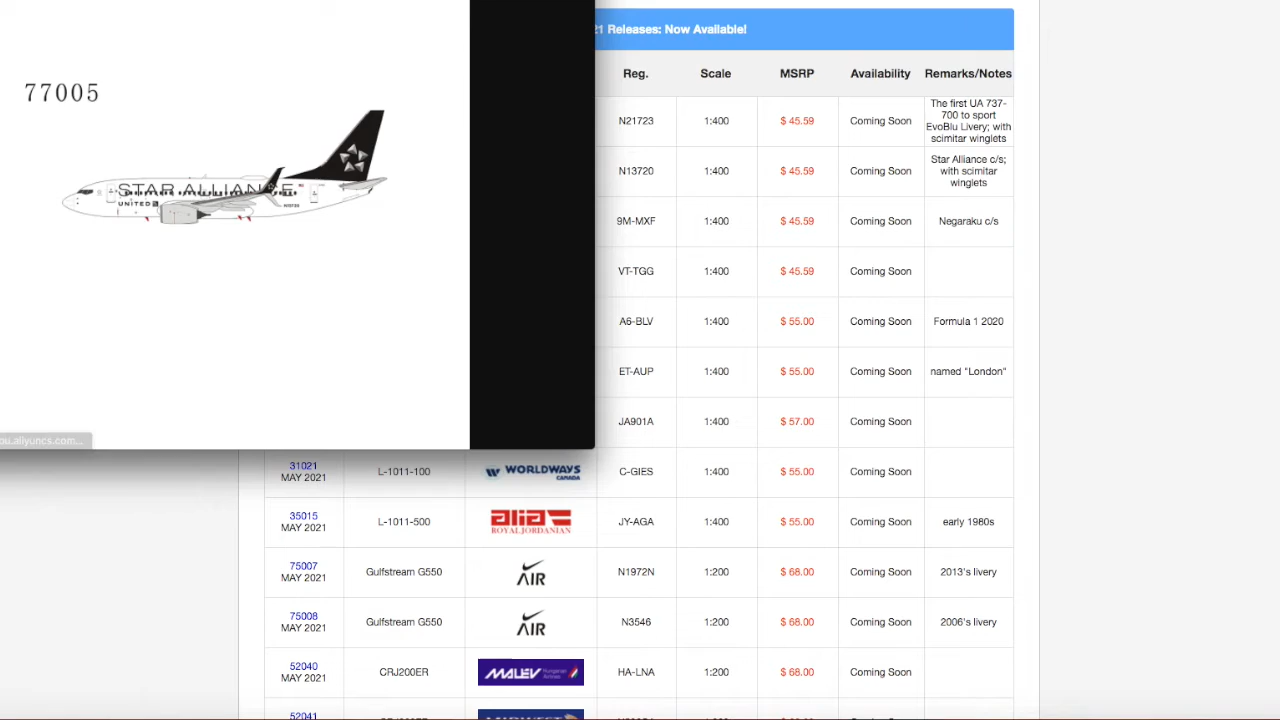 77005
STAR ALLIANCE
UNITED
21 Releases: Now Available!
Reg. Scale MSRP Availability Remarks/Notes
N21723 1:400 $ 45.59 Coming Soon The first UA 737-
700 to sport
EvoBlu Livery; with
scimitar winglets
N13720 1:400 $ 45.59 Coming Soon Star Alliance c/s;
with scimitar
winglets
9M-MXF 1:400 $ 45.59 Coming Soon Negaraku c/s
VT-TGG 1:400 $ 45.59 Coming Soon
A6-BLV 1:400 $ 55.00 Coming Soon Formula 1 2020
ET-AUP 1:400 $ 55.00 Coming Soon named "London"
JA901A 1:400 $ 57.00 Coming Soon
pu.aliyuncs.com...
31021
MAY 2021 L-1011-100 WORLDWAYS CANADA C-GIES 1:400 $ 55.00 Coming Soon
35015
MAY 2021 L-1011-500 alia ROYAL JORDANIAN JY-AGA 1:400 $ 55.00 Coming Soon early 1980s
75007
MAY 2021 Gulfstream G550 AIR N1972N 1:200 $ 68.00 Coming Soon 2013's livery
75008
MAY 2021 Gulfstream G550 AIR N3546 1:200 $ 68.00 Coming Soon 2006's livery
52040
MAY 2021 CRJ200ER MALEV Hungarian Airlines HA-LNA 1:200 $ 68.00 Coming Soon
52041